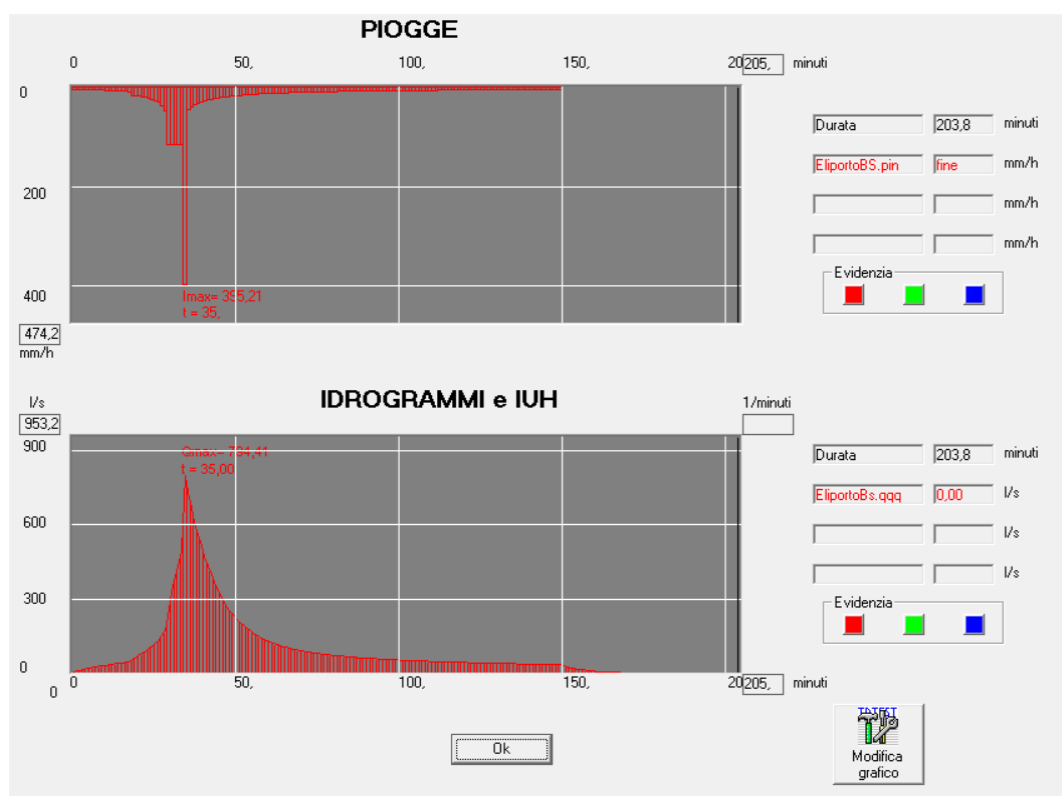 PIOGGE
0 50, 100, 150, 20 205, minuti
0
200
400
474,2
mm/h
Imax= 395,21
t = 35,
Durata 203,8 minuti
EliportoBS.pin fine mm/h
mm/h
mm/h
Evidenzia
IDROGRAMMI e IUH
l/s
953,2
1/minuti
900
600
300
0
0
Qmax= 794,41
t = 35,00
0 50, 100, 150, 20 205, minuti
Durata 203,8 minuti
EliportoBs.qqq 0,00 l/s
l/s
l/s
Evidenzia
Ok
Modifica
grafico